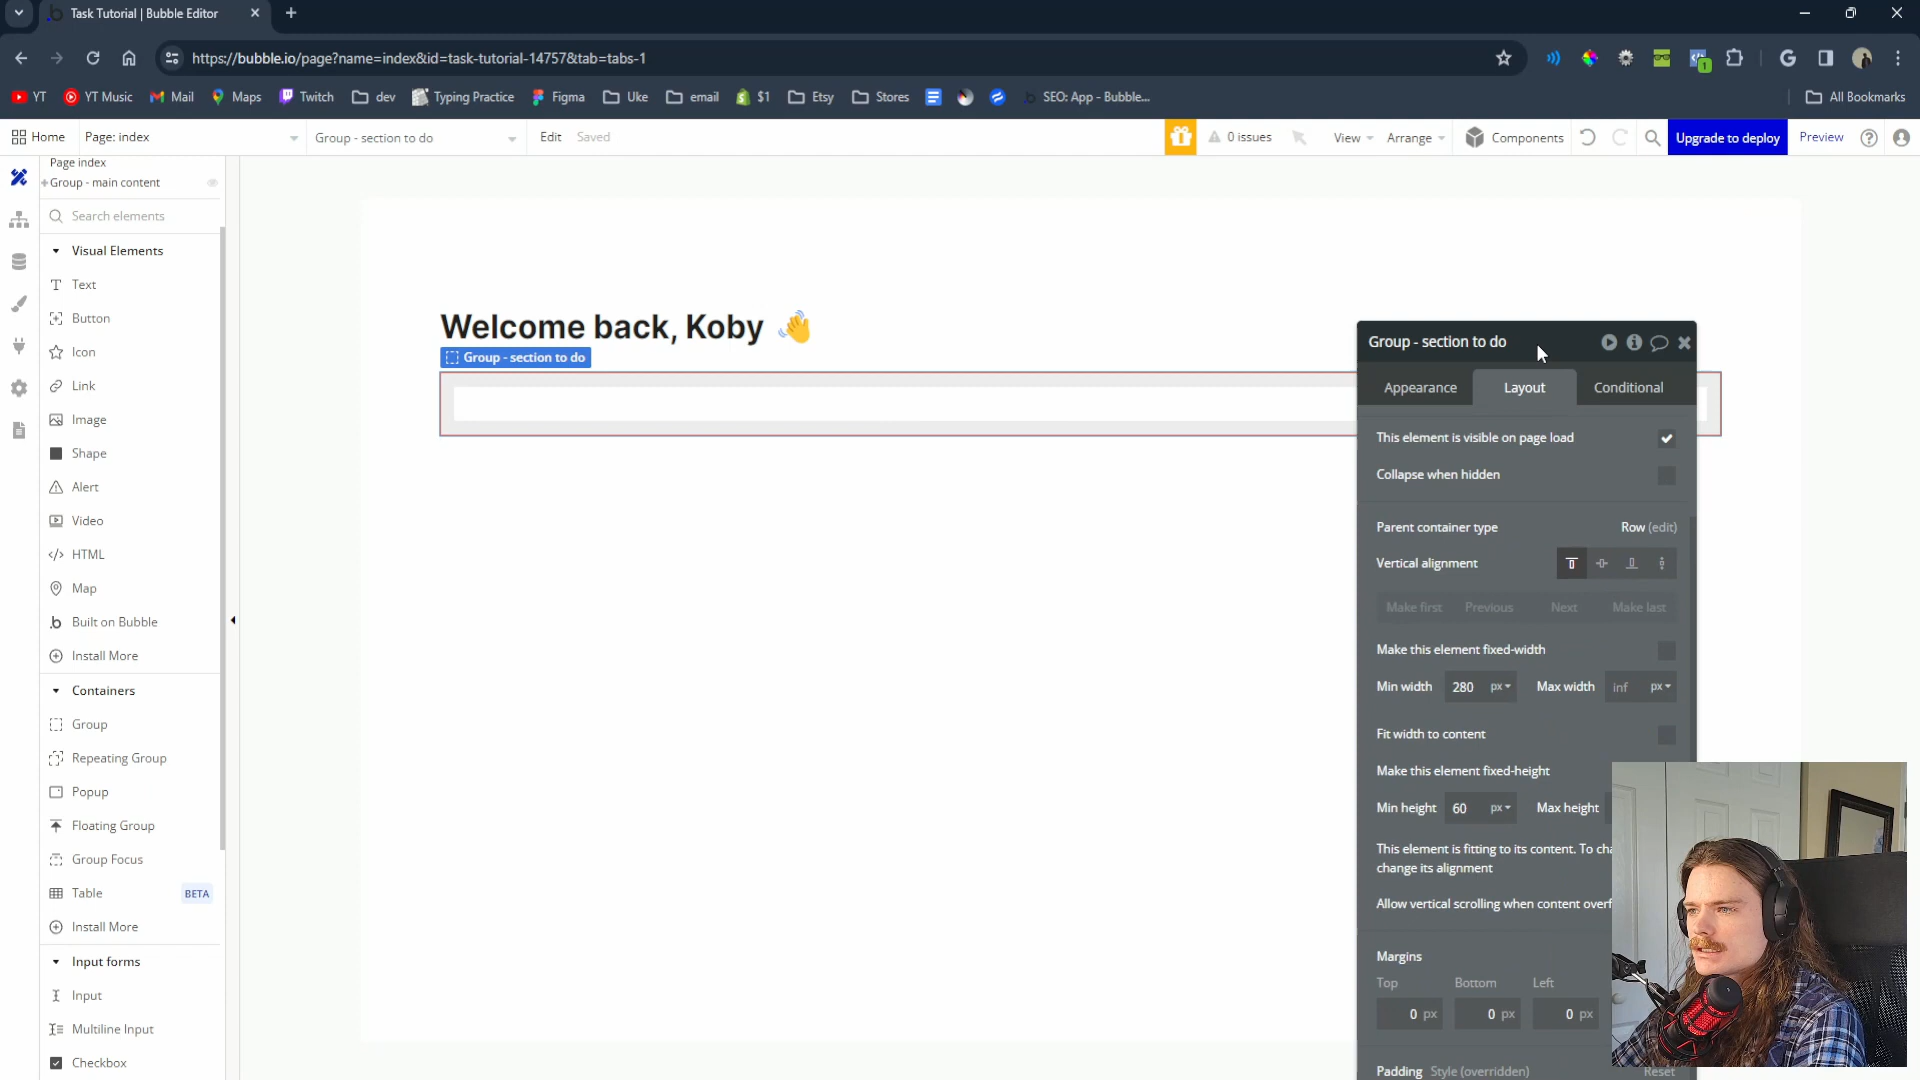 Task Tutorial | Bubble Editor
https://bubble.io/page?name=index&id=task-tutorial-14757&tab=tabs-1
YT
YT Music
Mail
Maps
Twitch
dev
Typing Practice
Figma
Uke
email
$1
Etsy
Stores
SEO: App - Bubble...
All Bookmarks
Home
Page: index
Group - section to do
Edit
Saved
0 issues
View
Arrange
Components
Upgrade to deploy
Preview
Page index
+ Group - main content
Search elements
Visual Elements
Text
Button
Icon
Link
Image
Shape
Alert
Video
HTML
Map
Built on Bubble
Install More
Containers
Group
Repeating Group
Popup
Floating Group
Group Focus
Table BETA
Install More
Input forms
Input
Multiline Input
Checkbox
Welcome back, Koby 👋
Group - section to do
Group - section to do
Appearance Layout Conditional
This element is visible on page load
Collapse when hidden
Parent container type Row (edit)
Vertical alignment
Make first Previous Next Make last
Make this element fixed-width
Min width 280 px Max width inf px
Fit width to content
Make this element fixed-height
Min height 60 px Max height
This element is fitting to its content. To cha
change its alignment
Allow vertical scrolling when content overf
Margins
Top Bottom Left
0 px 0 px 0 px
Padding Style (overridden) Reset